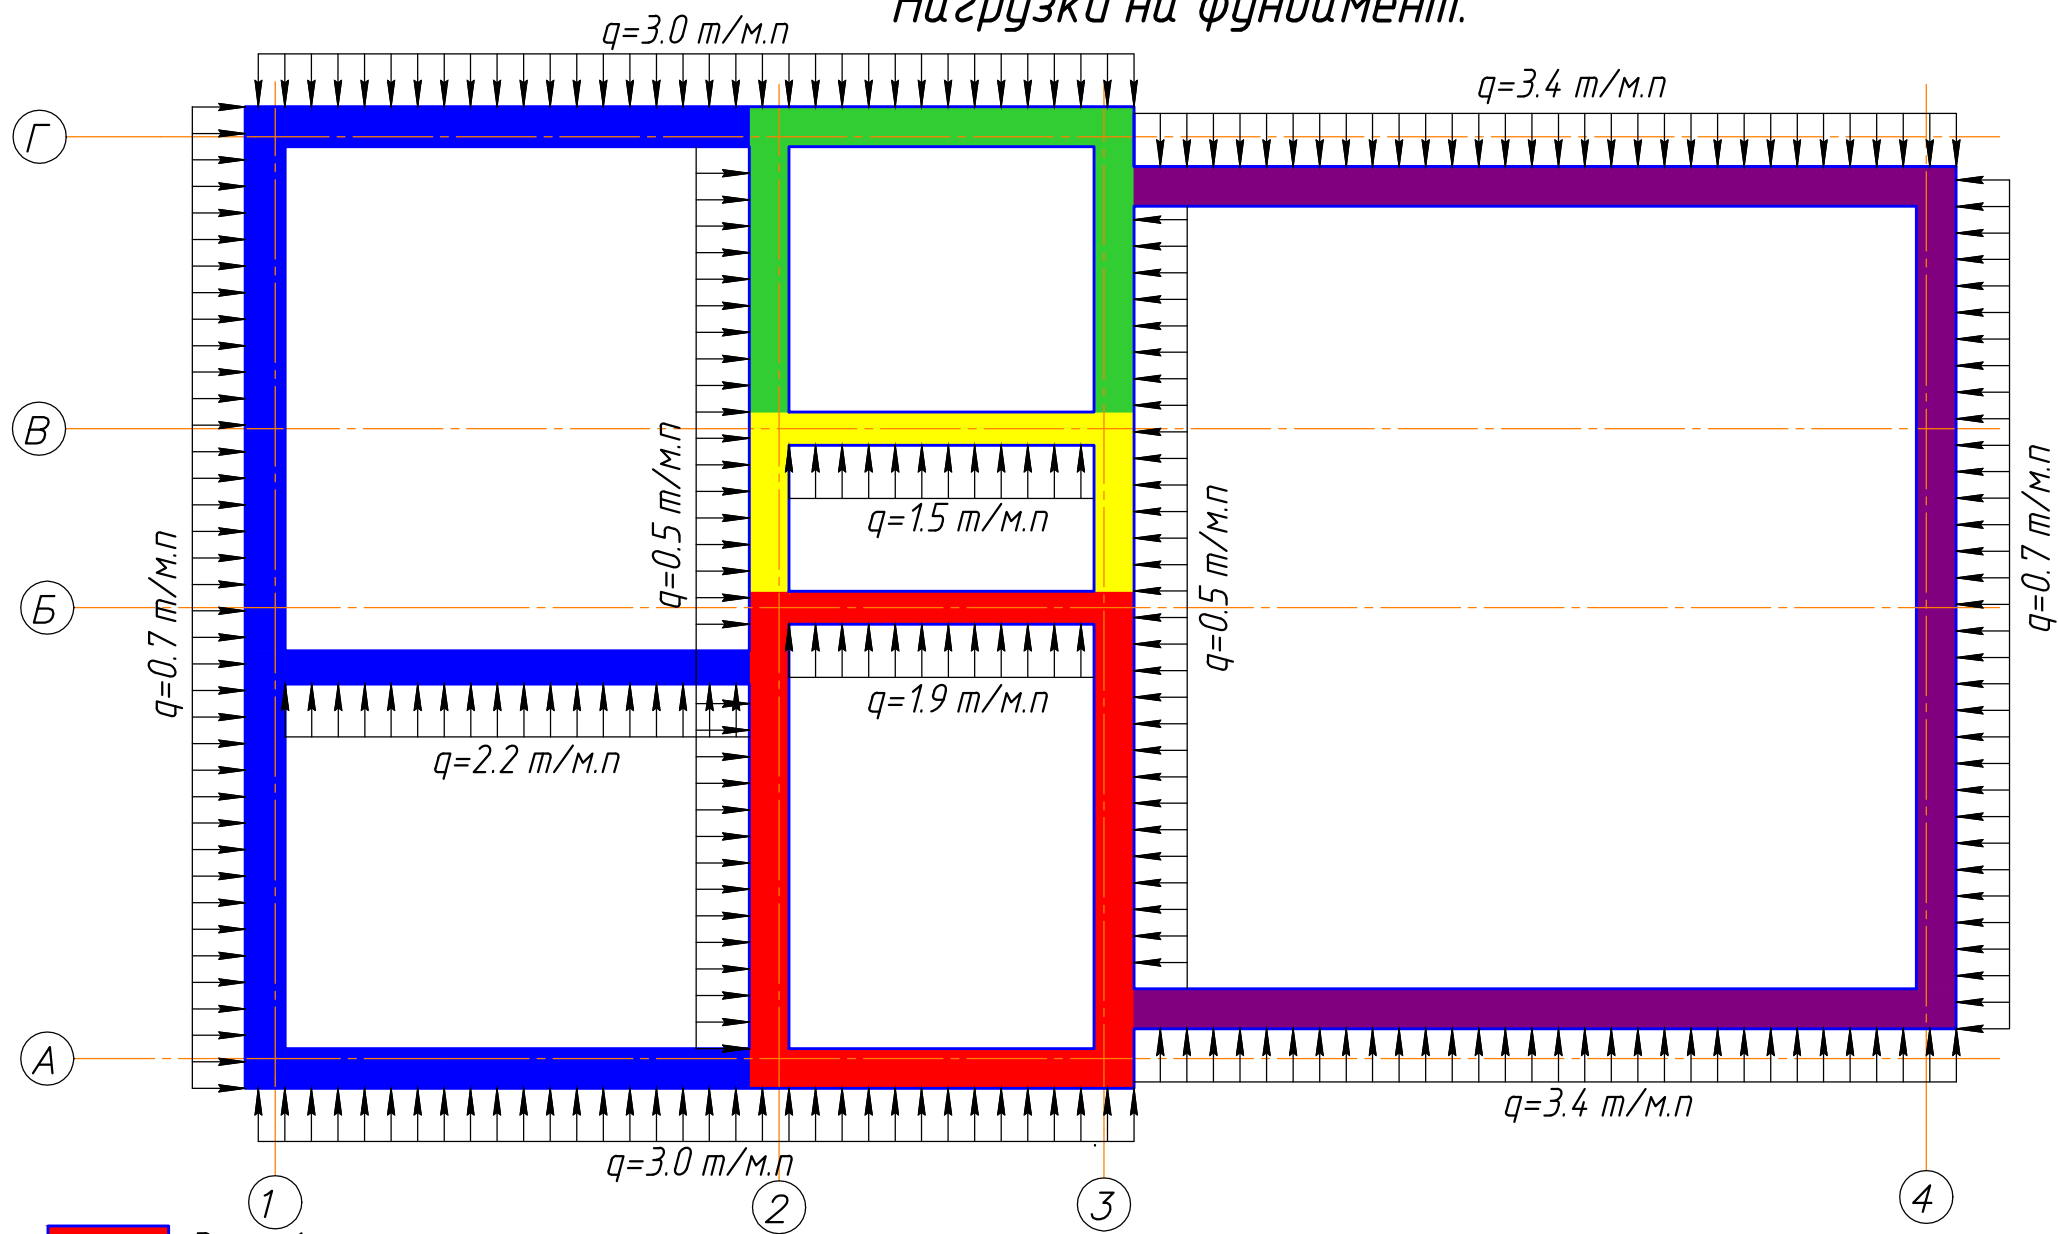 Нагрузки на фундамент.
q=3.0 т/м.п
q=3.4 т/м.п
Г
В
Б
А
q=0.7 т/м.п
q=0.5 т/м.п
q=1.5 т/м.п
q=0.5 т/м.п
q=0.7 т/м.п
q=1.9 т/м.п
q=2.2 т/м.п
q=3.4 т/м.п
q=3.0 т/м.п
1
2
3
4